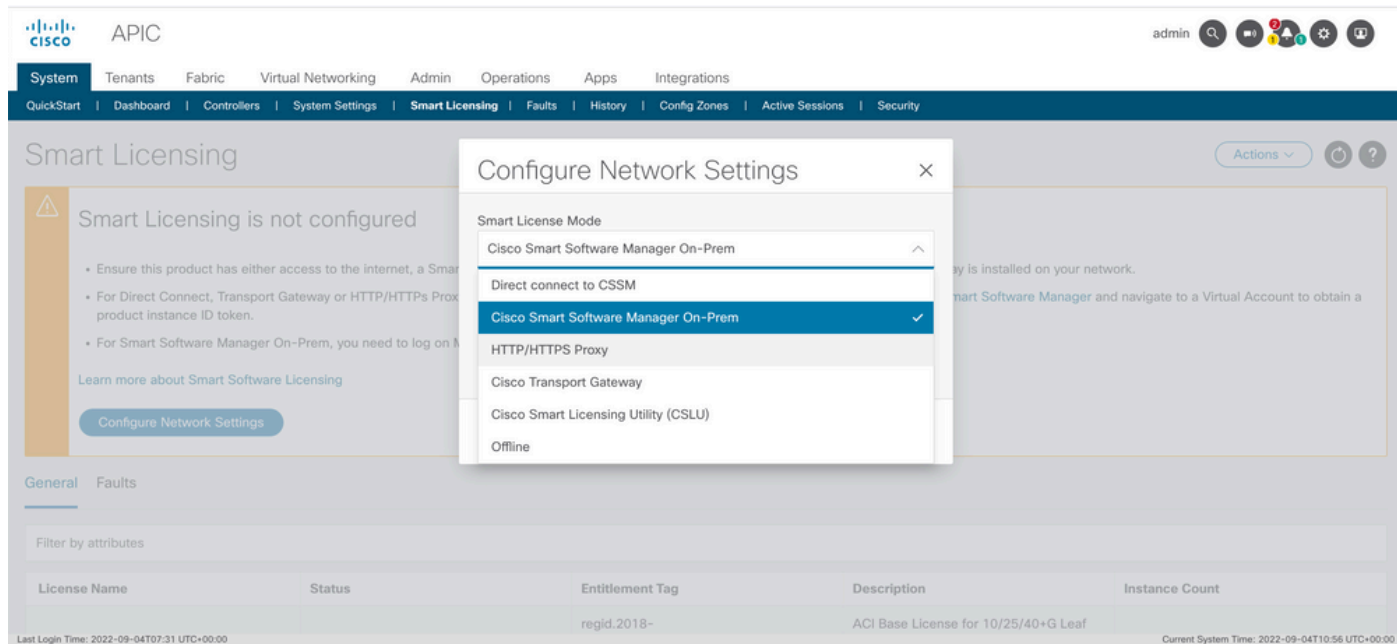 CISCO
APIC
admin
2
1
1
System Tenants Fabric Virtual Networking Admin Operations Apps Integrations
QuickStart | Dashboard | Controllers | System Settings | Smart Licensing | Faults | History | Config Zones | Active Sessions | Security
Smart Licensing
Actions
?
Smart Licensing is not configured
• Ensure this product has either access to the internet, a Smar
is installed on your network.
• For Direct Connect, Transport Gateway or HTTP/HTTPs Prox
Software Manager and navigate to a Virtual Account to obtain a
product instance ID token.
• For Smart Software Manager On-Prem, you need to log on
Learn more about Smart Software Licensing
Configure Network Settings
Configure Network Settings
Smart License Mode
Cisco Smart Software Manager On-Prem
Direct connect to CSSM
Cisco Smart Software Manager On-Prem
HTTP/HTTPS Proxy
Cisco Transport Gateway
Cisco Smart Licensing Utility (CSLU)
Offline
General Faults
Filter by attributes
License Name Status Entitlement Tag Description Instance Count
regid.2018- ACI Base License for 10/25/40+G Leaf
Last Login Time: 2022-09-04T07:31 UTC+00:00
Current System Time: 2022-09-04T10:56 UTC+00:00